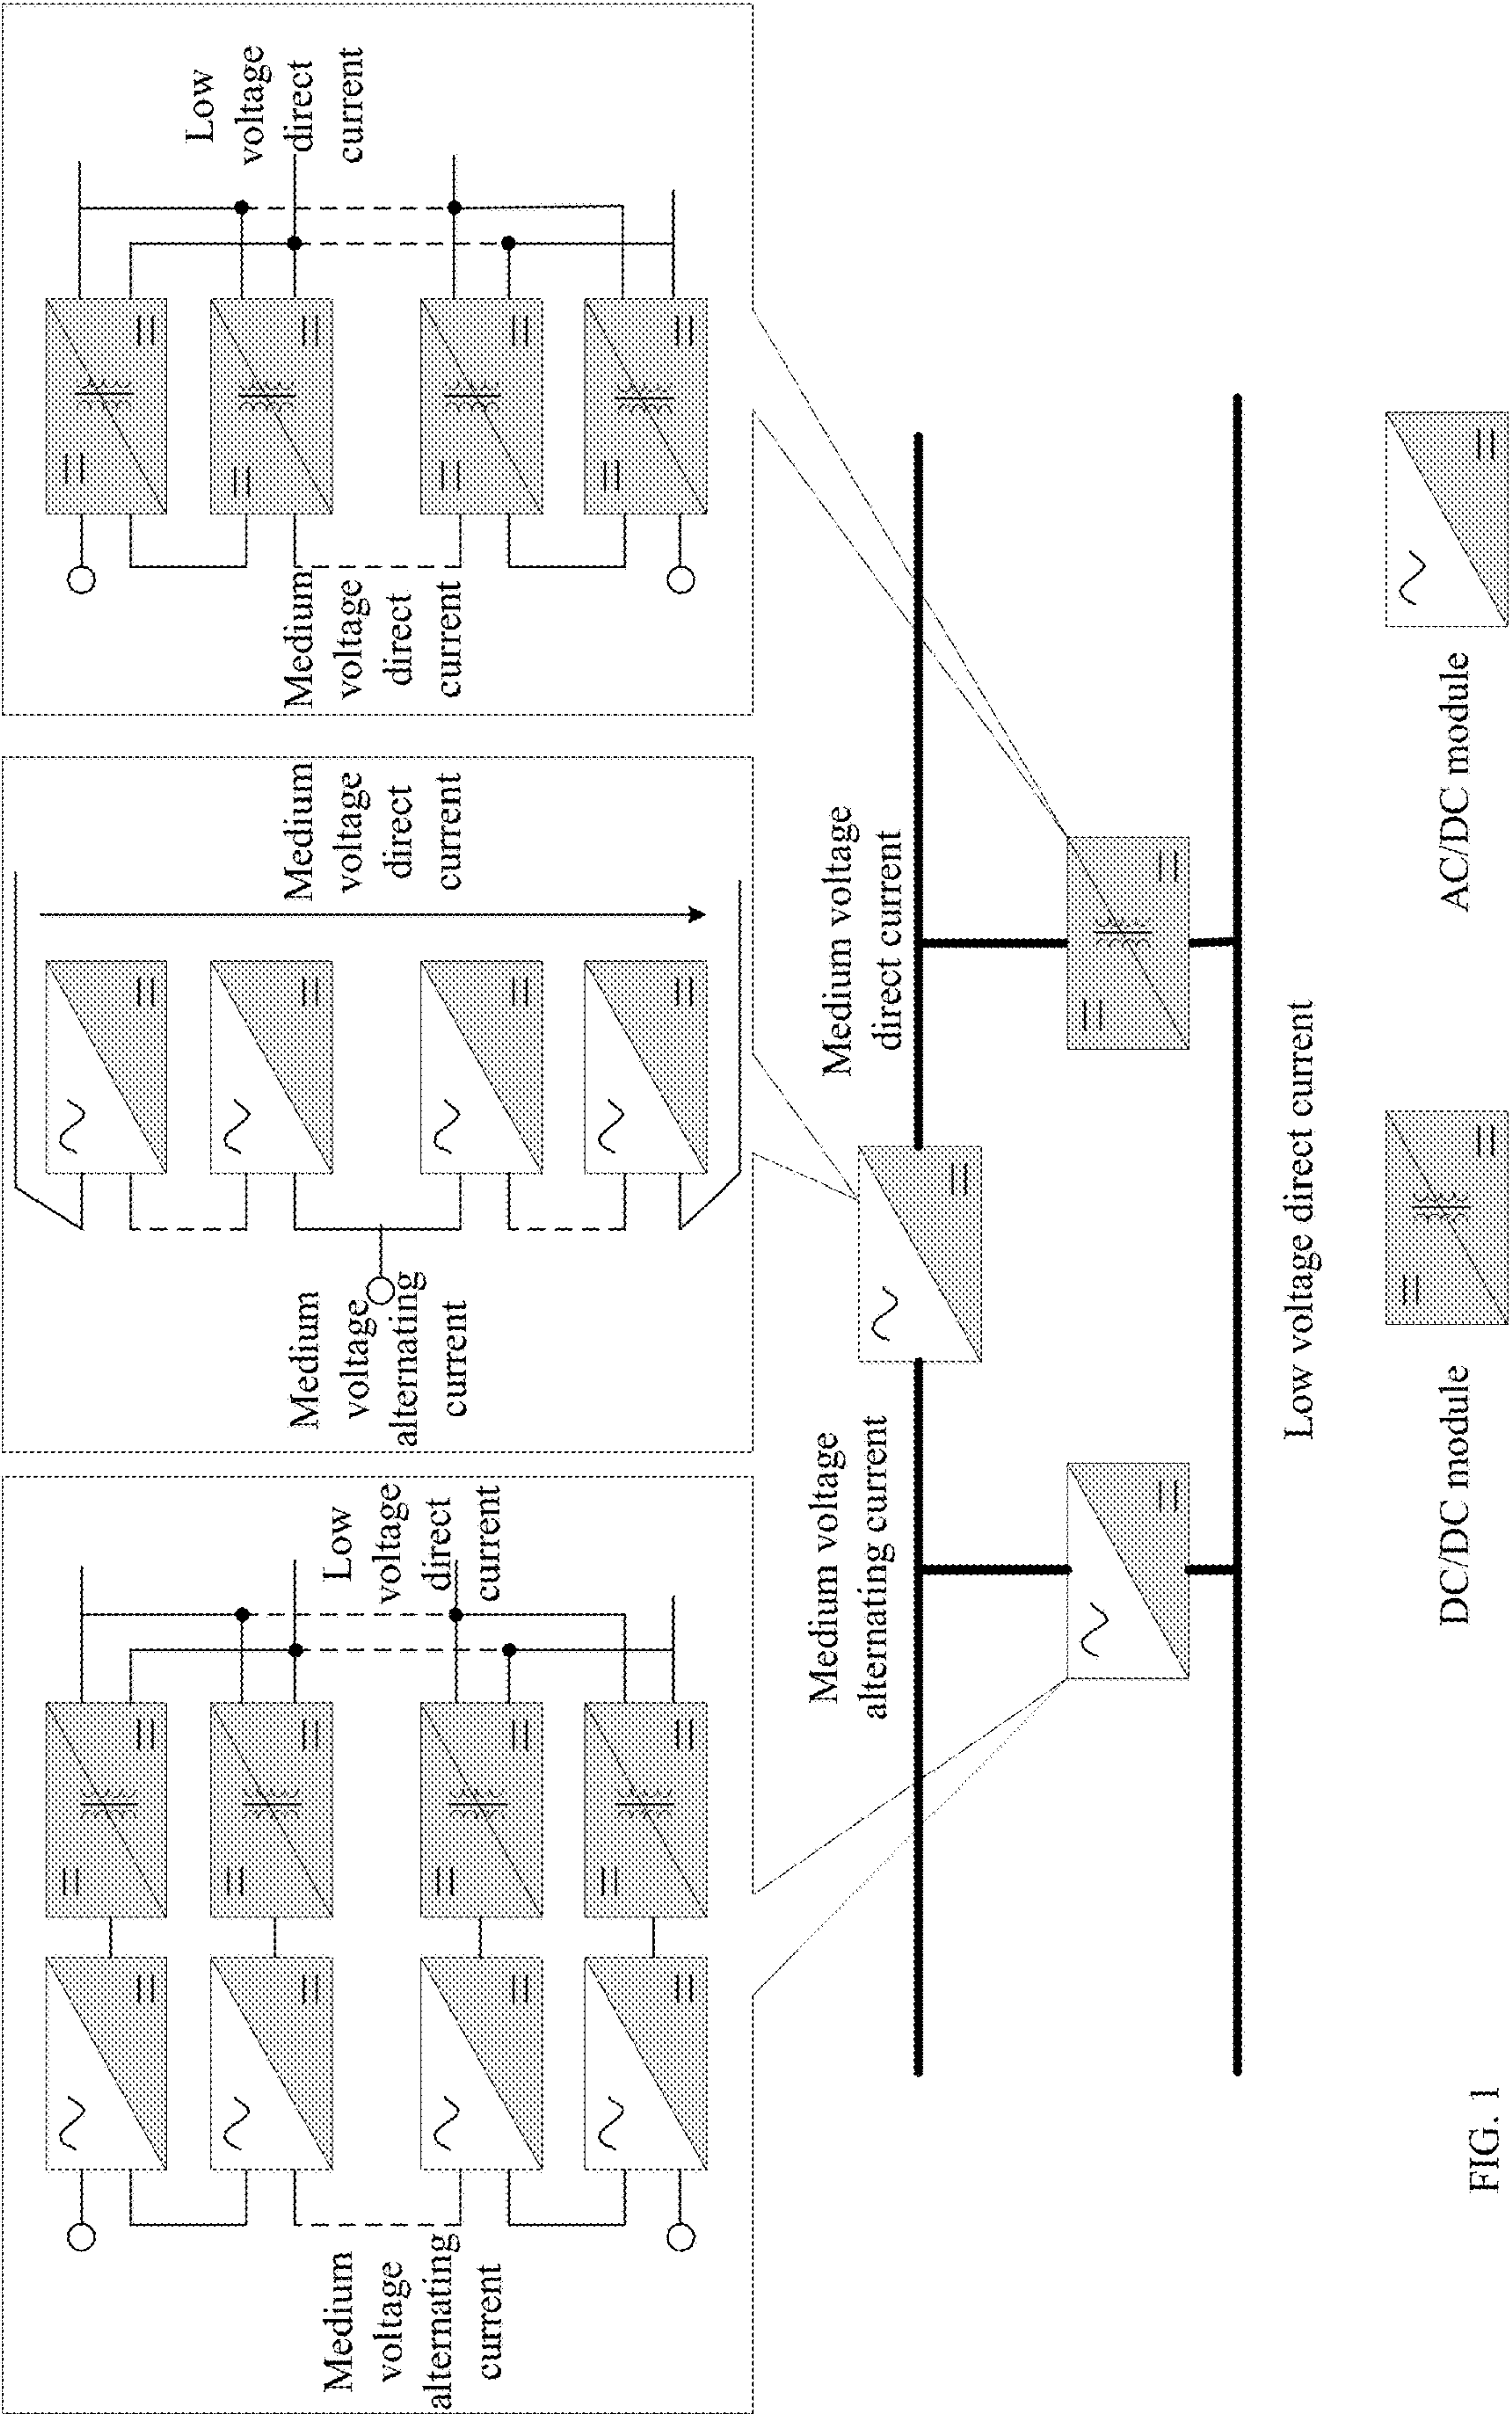 Medium
voltage
alternating
current
Low
voltage
direct
current
Medium
voltage
alternating
current
Medium
voltage
direct
current
Medium
voltage
direct
current
Low
voltage
direct
current
Medium voltage
alternating current
Medium voltage
direct current
Low voltage direct current
DC/DC module
AC/DC module
FIG. 1